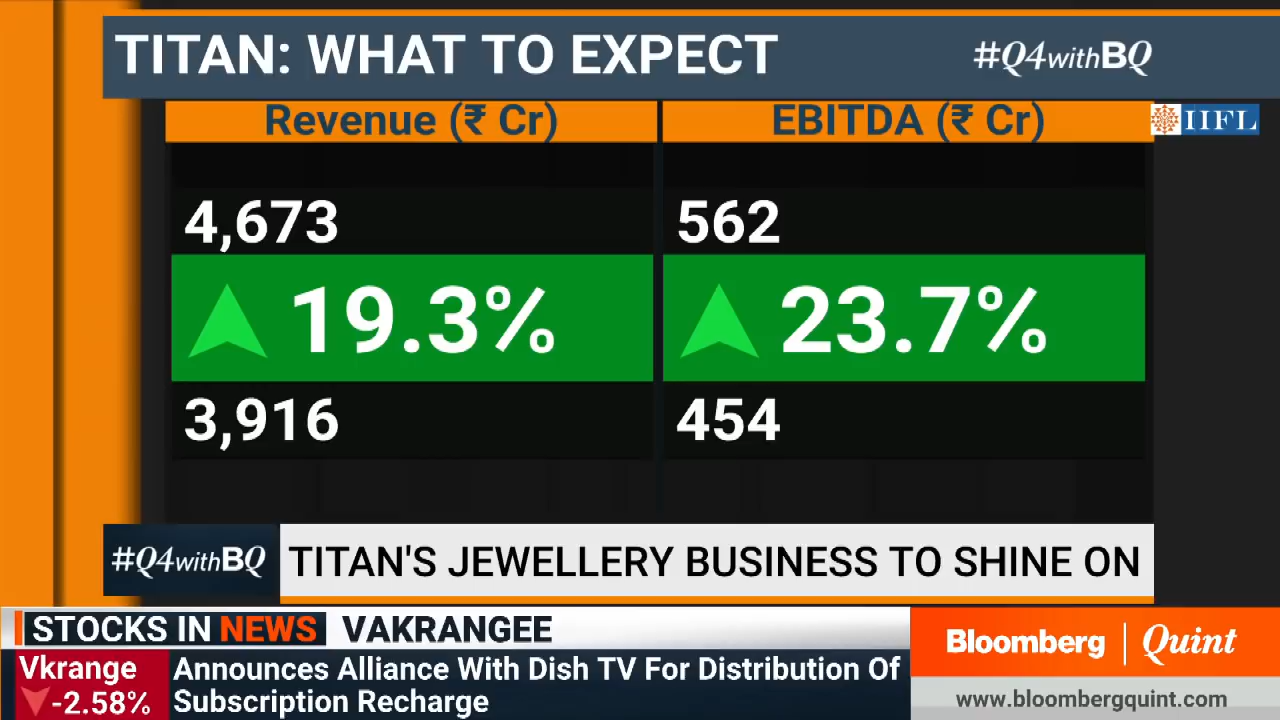 TITAN: WHAT TO EXPECT
#Q4withBQ
Revenue (₹ Cr)
EBITDA (₹ Cr)
IIFL
4,673
562
19.3%
23.7%
3,916
454
#Q4withBQ
TITAN'S JEWELLERY BUSINESS TO SHINE ON
STOCKS IN NEWS
VAKRANGEE
Vkrange
-2.58%
Announces Alliance With Dish TV For Distribution Of
Subscription Recharge
Bloomberg | Quint
www.bloombergquint.com